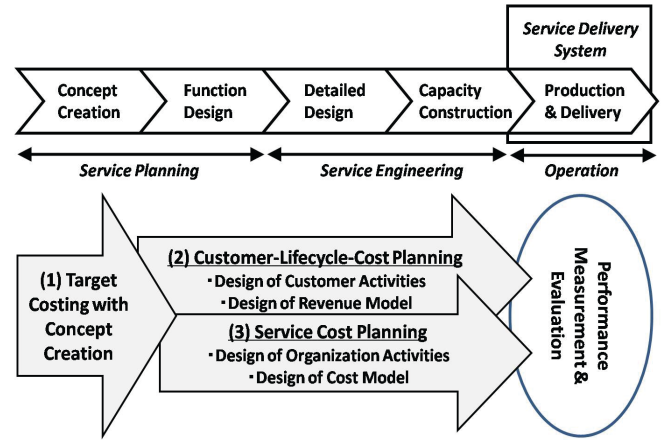 Service Delivery
System
Concept
Creation
Function
Design
Detailed
Design
Capacity
Construction
Production
& Delivery
Service Planning
Service Engineering
Operation
(1) Target
Costing with
Concept
Creation
(2) Customer-Lifecycle-Cost Planning
・Design of Customer Activities
・Design of Revenue Model
(3) Service Cost Planning
・Design of Organization Activities
・Design of Cost Model
Performance
Measurement &
Evaluation